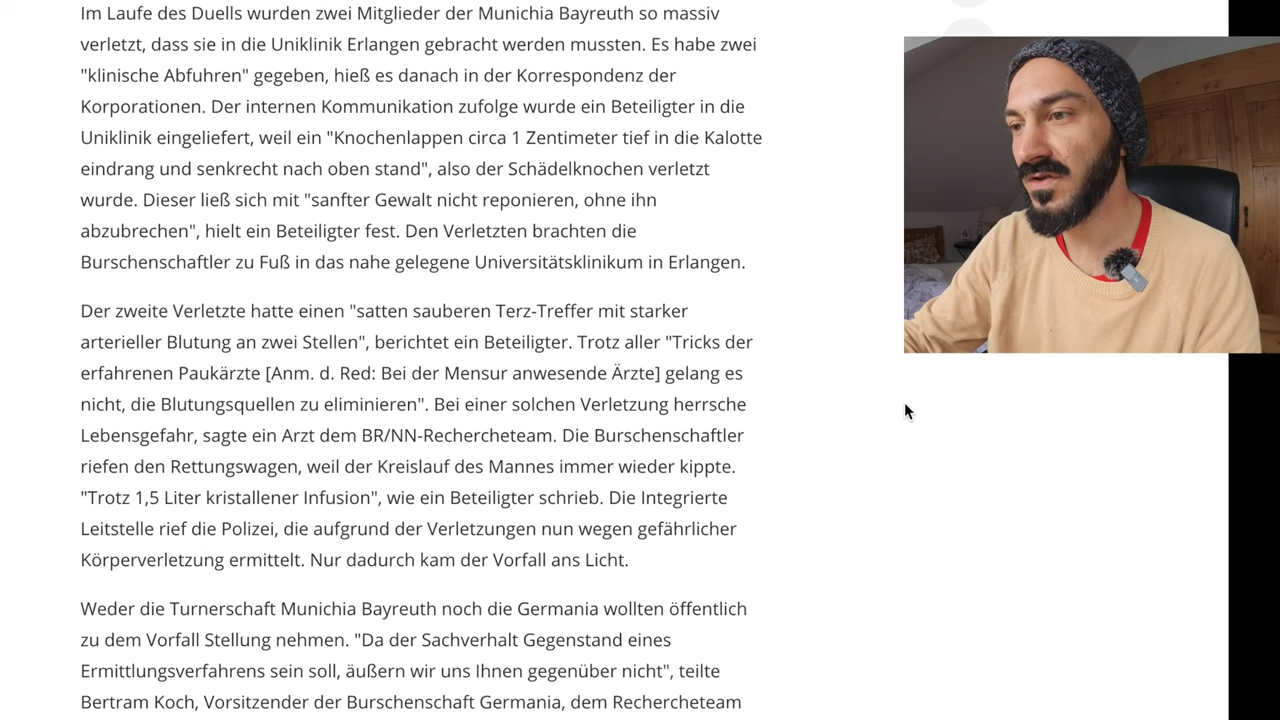 Im Laufe des Duells wurden zwei Mitglieder der Munichia Bayreuth so massiv
verletzt, dass sie in die Uniklinik Erlangen gebracht werden mussten. Es habe zwei
"klinische Abfuhren" gegeben, hieß es danach in der Korrespondenz der
Korporationen. Der internen Kommunikation zufolge wurde ein Beteiligter in die
Uniklinik eingeliefert, weil ein "Knochenlappen circa 1 Zentimeter tief in die Kalotte
eindrang und senkrecht nach oben stand", also der Schädelknochen verletzt
wurde. Dieser ließ sich mit "sanfter Gewalt nicht reponieren, ohne ihn
abzubrechen", hielt ein Beteiligter fest. Den Verletzten brachten die
Burschenschaftler zu Fuß in das nahe gelegene Universitätsklinikum in Erlangen.
Der zweite Verletzte hatte einen "satten sauberen Terz-Treffer mit starker
arterieller Blutung an zwei Stellen", berichtet ein Beteiligter. Trotz aller "Tricks der
erfahrenen Paukärzte [Anm. d. Red: Bei der Mensur anwesende Ärzte] gelang es
nicht, die Blutungsquellen zu eliminieren". Bei einer solchen Verletzung herrsche
Lebensgefahr, sagte ein Arzt dem BR/NN-Rechercheteam. Die Burschenschaftler
riefen den Rettungswagen, weil der Kreislauf des Mannes immer wieder kippte.
"Trotz 1,5 Liter kristallener Infusion", wie ein Beteiligter schrieb. Die Integrierte
Leitstelle rief die Polizei, die aufgrund der Verletzungen nun wegen gefährlicher
Körperverletzung ermittelt. Nur dadurch kam der Vorfall ans Licht.
Weder die Turnerschaft Munichia Bayreuth noch die Germania wollten öffentlich
zu dem Vorfall Stellung nehmen. "Da der Sachverhalt Gegenstand eines
Ermittlungsverfahrens sein soll, äußern wir uns Ihnen gegenüber nicht", teilte
Bertram Koch, Vorsitzender der Burschenschaft Germania, dem Rechercheteam